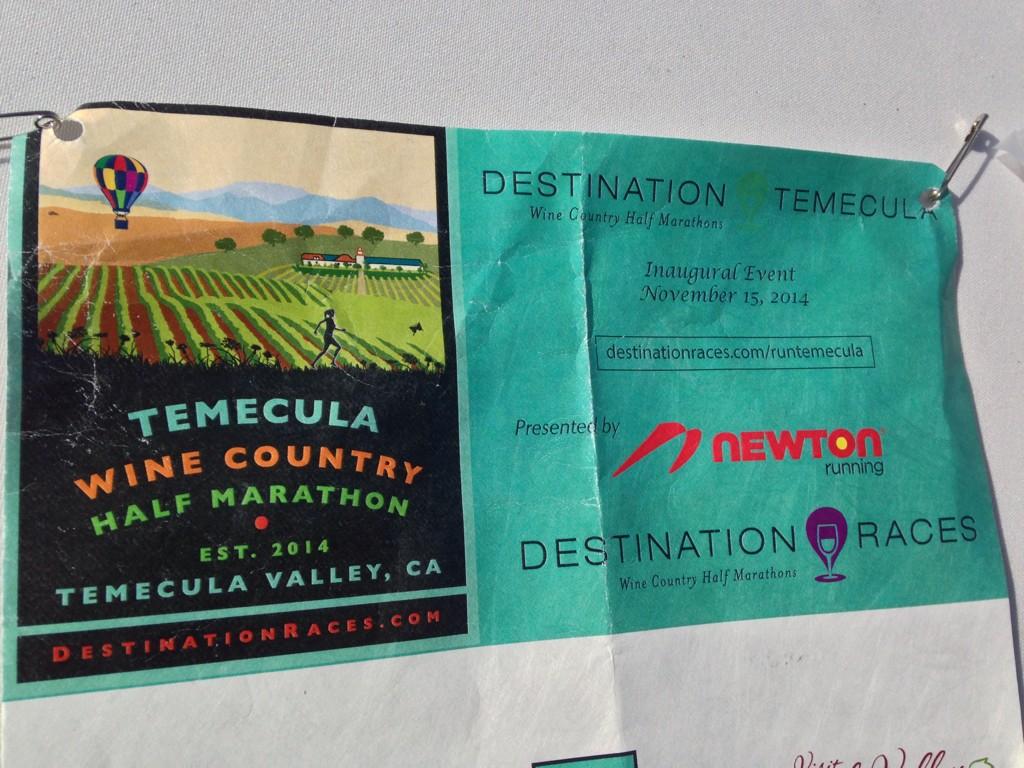 TEMECULA
WINE COUNTRY
HALF MARATHON
EST. 2014
TEMECULA VALLEY, CA
DESTINATIONRACES.COM
DESTINATION TEMECULA
Wine Country Half Marathons
Inaugural Event
November 15, 2014
destinationraces.com/runtemecula
Presented by NEWTON
running
DESTINATION RACES
Wine Country Half Marathons
Visit